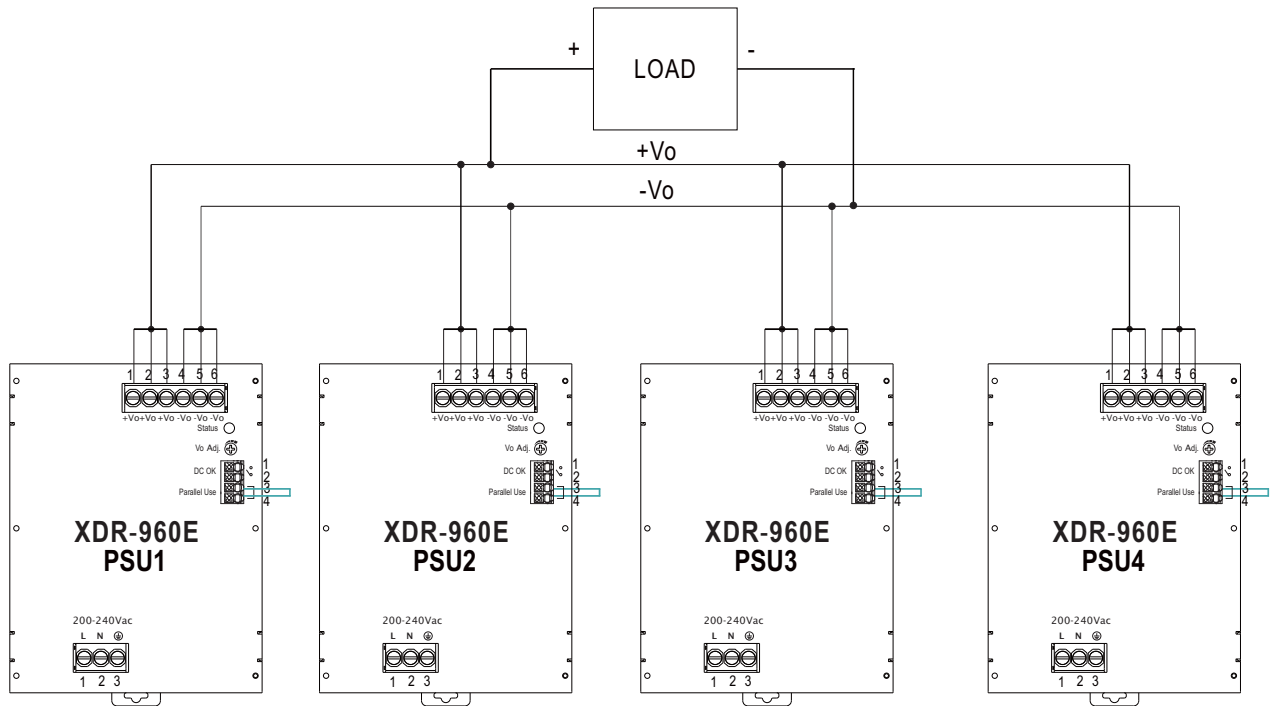 + LOAD -
+Vo
-Vo
1 2 3 4 5 6
+Vo +Vo +Vo -Vo -Vo -Vo
Status
Vo Adj.
DC OK
1
2
Parallel Use
3
4
XDR-960E
PSU1
200-240Vac
L N
1 2 3
1 2 3 4 5 6
+Vo +Vo +Vo -Vo -Vo -Vo
Status
Vo Adj.
DC OK
1
2
Parallel Use
3
4
XDR-960E
PSU2
200-240Vac
L N
1 2 3
1 2 3 4 5 6
+Vo +Vo +Vo -Vo -Vo -Vo
Status
Vo Adj.
DC OK
1
2
Parallel Use
3
4
XDR-960E
PSU3
200-240Vac
L N
1 2 3
1 2 3 4 5 6
+Vo +Vo +Vo -Vo -Vo -Vo
Status
Vo Adj.
DC OK
1
2
Parallel Use
3
4
XDR-960E
PSU4
200-240Vac
L N
1 2 3